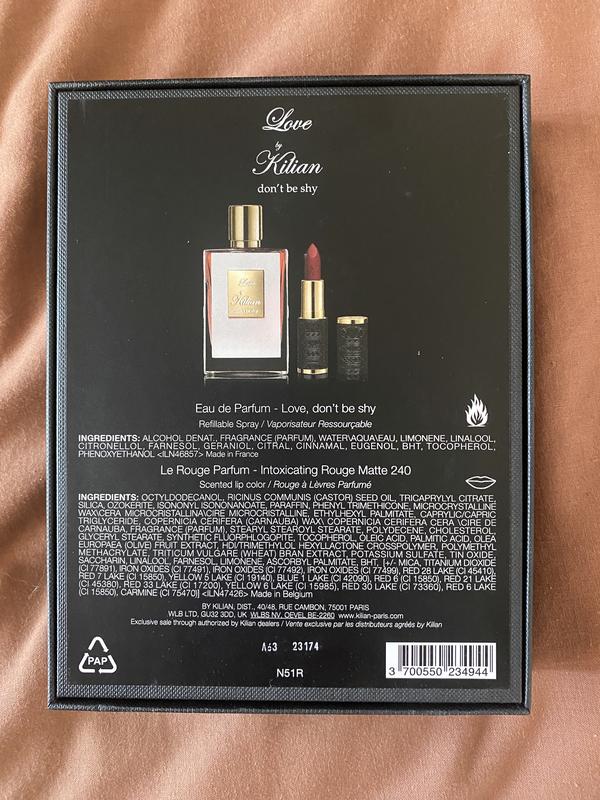 Love
by
Kilian
don't be shy
Love
Kilian
Eau de Parfum - Love, don't be shy
Refillable Spray / Vaporisateur Ressourçable
INGREDIENTS: ALCOHOL DENAT., FRAGRANCE (PARFUM), WATER\AQUA\EAU, LIMONENE, LINALOOL,
CITRONELLOL, FARNESOL, GERANIOL, CITRAL, CINNAMAL, EUGENOL, BHT, TOCOPHEROL,
PHENOXYETHANOL <ILN46857> Made in France
Le Rouge Parfum - Intoxicating Rouge Matte 240
Scented lip color / Rouge à Lèvres Parfumé
INGREDIENTS: OCTYLDODECANOL, RICINUS COMMUNIS (CASTOR) SEED OIL, TRICAPRYLYL CITRATE,
SILICA, OZOKERITE, ISONONYL ISONONANOATE, PARAFFIN, PHENYL TRIMETHICONE, MICROCRYSTALLINE
WAX\CERA MICROCRISTALLINA\CIRE MICROCRISTALLINE, ETHYLHEXYL PALMITATE, CAPRYLIC/CAPRIC
TRIGLYCERIDE, COPERNICIA CERIFERA (CARNAUBA) WAX\ COPERNICIA CERIFERA CERA \CIRE DE
CARNAUBA, FRAGRANCE (PARFUM), STEARYL STEAROYL STEARATE, POLYDECENE, CHOLESTEROL,
GLYCERYL STEARATE, SYNTHETIC FLUORPHLOGOPITE, TOCOPHEROL, OLEIC ACID, PALMITIC ACID, OLEA
EUROPAEA (OLIVE) FRUIT EXTRACT, HDI/TRIMETHYLOL HEXYLLACTONE CROSSPOLYMER, POLYMETHYL
METHACRYLATE, TRITICUM VULGARE (WHEAT) BRAN EXTRACT, POTASSIUM SULFATE, TIN OXIDE,
SACCHARIN, LINALOOL, FARNESOL, LIMONENE, ASCORBYL PALMITATE, BHT, [+/- MICA, TITANIUM DIOXIDE
(CI 77891), IRON OXIDES (CI 77491), IRON OXIDES (CI 77492), IRON OXIDES (CI 77499), RED 28 LAKE (CI 45410),
RED 7 LAKE (CI 15850), YELLOW 5 LAKE (CI 19140), BLUE 1 LAKE (CI 42090), RED 6 (CI 15850), RED 21 LAKE
(CI 45380), RED 33 LAKE (CI 17200), YELLOW 6 LAKE (CI 15985), RED 30 LAKE (CI 73360), RED 6 LAKE
(CI 15850), CARMINE (CI 75470)] <ILN47426> Made in Belgium
BY KILIAN, DIST., 40/48, RUE CAMBON, 75001 PARIS
WLB LTD, GU32 3DD, UK WLBS NV, OEVEL BE-2260 www.kilian-paris.com
Exclusive sale through authorized by Kilian dealers / Vente exclusive par les distributeurs agréés by Kilian
PAP
A63 23174
N51R
3 700550 234944